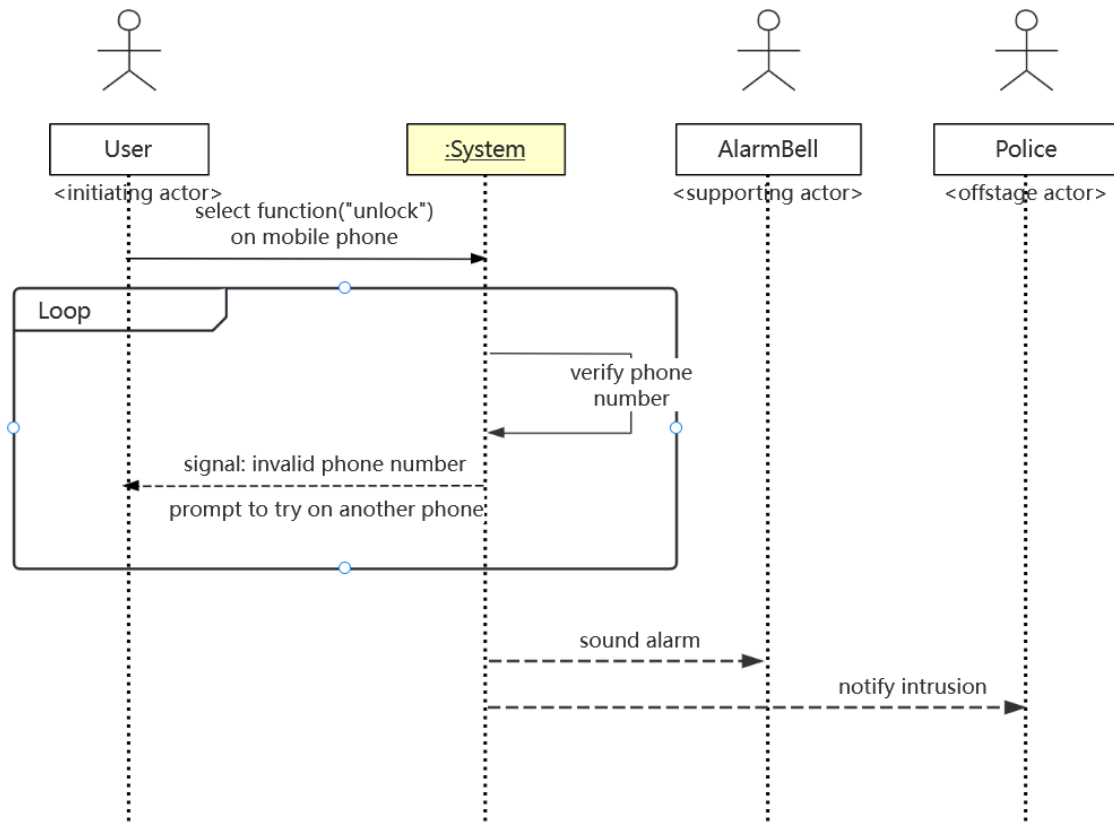 User
:System
AlarmBell
Police
<initiating actor>
<supporting actor>
<offstage actor>
select function("unlock")
on mobile phone
Loop
verify phone
number
signal: invalid phone number
prompt to try on another phone
sound alarm
notify intrusion